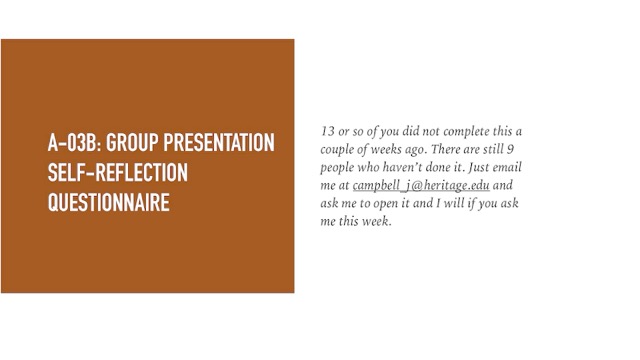 A-03B: GROUP PRESENTATION
SELF-REFLECTION
QUESTIONNAIRE
13 or so of you did not complete this a
couple of weeks ago. There are still 9
people who haven't done it. Just email
me at campbell_j@heritage.edu and
ask me to open it and I will if you ask
me this week.